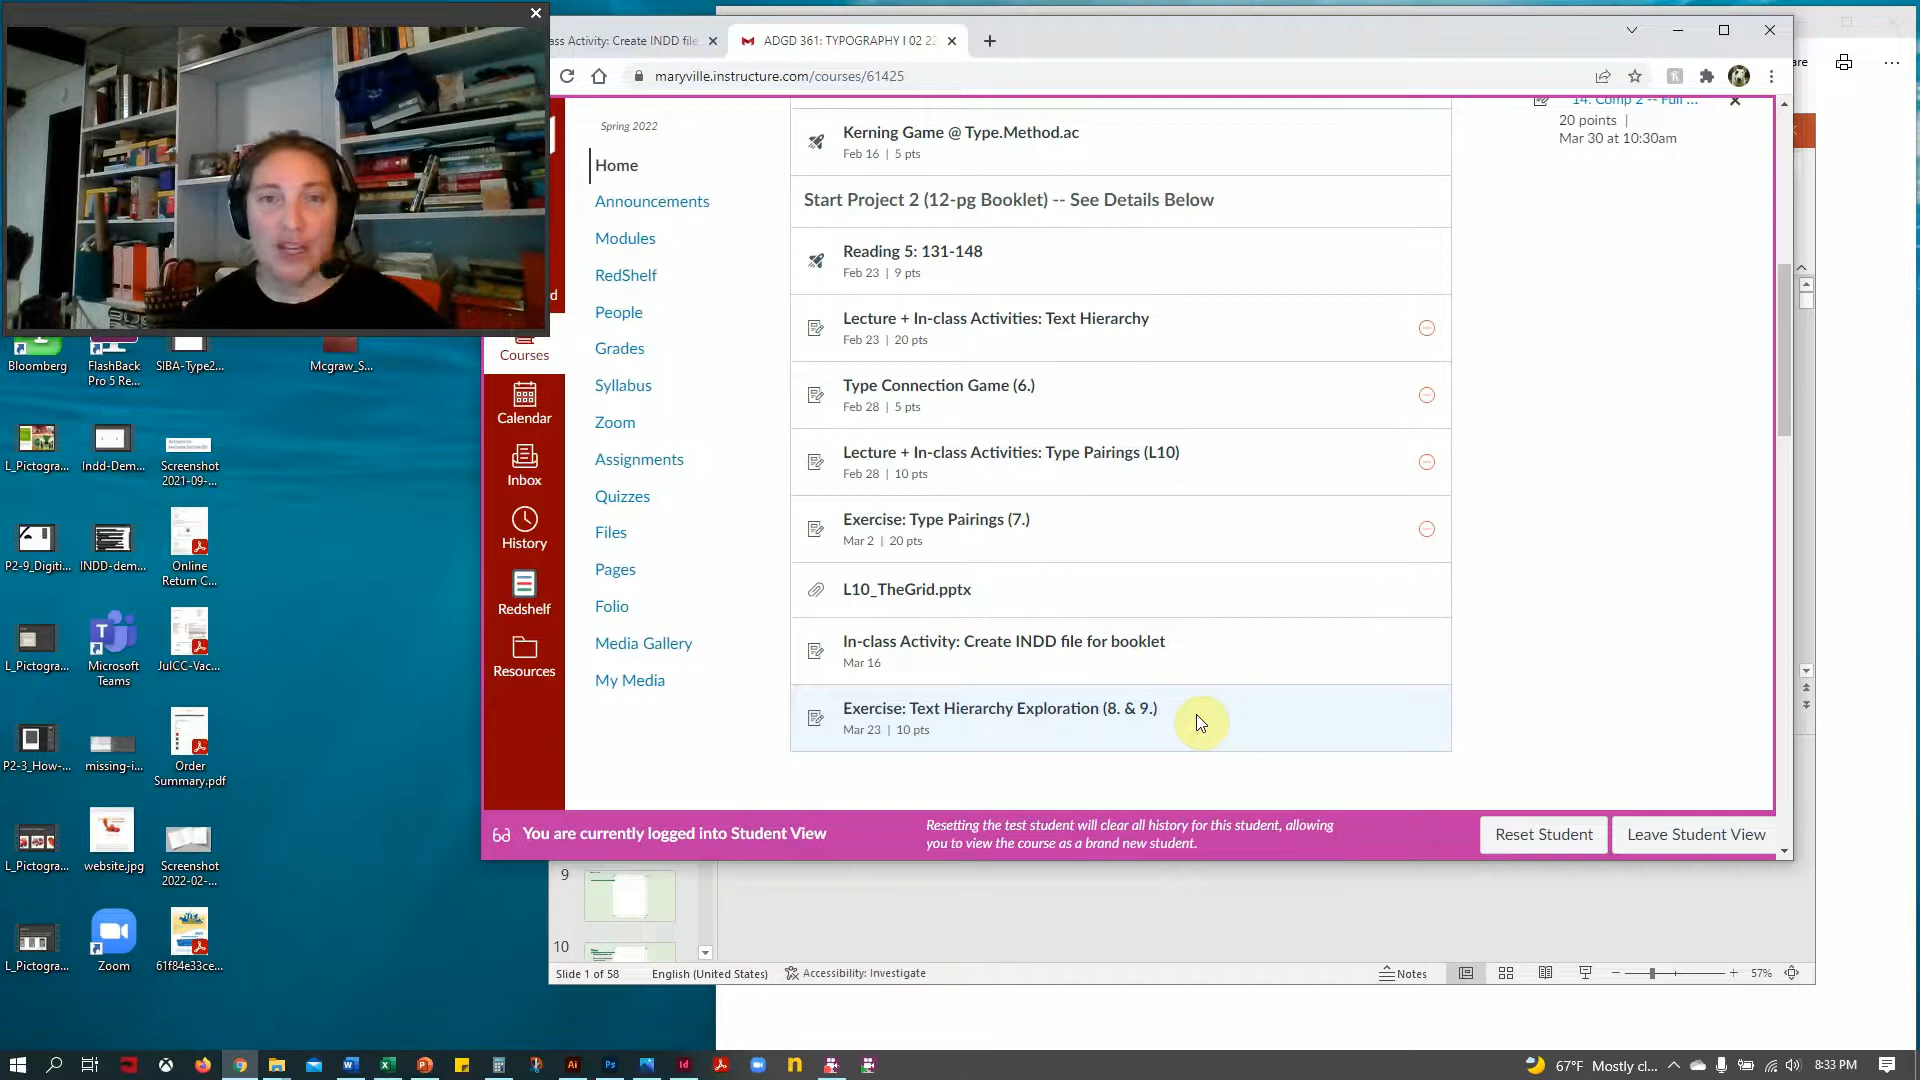 ass Activity: Create INDD file
ADGD 361: TYPOGRAPHY I 02 22
maryville.instructure.com/courses/61425
are
Spring 2022
Home
Announcements
Modules
RedShelf
People
Grades
Syllabus
Zoom
Assignments
Quizzes
Files
Pages
Folio
Media Gallery
My Media
d
Courses
Calendar
Inbox
History
Redshelf
Resources
Kerning Game @ Type.Method.ac
Feb 16 | 5 pts
Start Project 2 (12-pg Booklet) -- See Details Below
Reading 5: 131-148
Feb 23 | 9 pts
Lecture + In-class Activities: Text Hierarchy
Feb 23 | 20 pts
Type Connection Game (6.)
Feb 28 | 5 pts
Lecture + In-class Activities: Type Pairings (L10)
Feb 28 | 10 pts
Exercise: Type Pairings (7.)
Mar 2 | 20 pts
L10_TheGrid.pptx
In-class Activity: Create INDD file for booklet
Mar 16
Exercise: Text Hierarchy Exploration (8. & 9.)
Mar 23 | 10 pts
14. Comp 2 -- Full ...
20 points |
Mar 30 at 10:30am
You are currently logged into Student View
Resetting the test student will clear all history for this student, allowing
you to view the course as a brand new student.
Reset Student
Leave Student View
9
10
Slide 1 of 58
English (United States)
Accessibility: Investigate
Notes
57%
Bloomberg
FlashBack
Pro 5 Re...
SIBA-Type2...
Mcgraw_S...
L_Pictogra...
Indd-Dem...
Screenshot
2021-09-...
P2-9_Digiti...
INDD-dem...
Online
Return C...
L_Pictogra...
Microsoft
Teams
JulCC-Vac...
P2-3_How-...
missing-i...
Order
Summary.pdf
L_Pictogra...
website.jpg
Screenshot
2022-02-...
L_Pictogra...
Zoom
61f84e33ce...
67°F Mostly cl...
8:33 PM